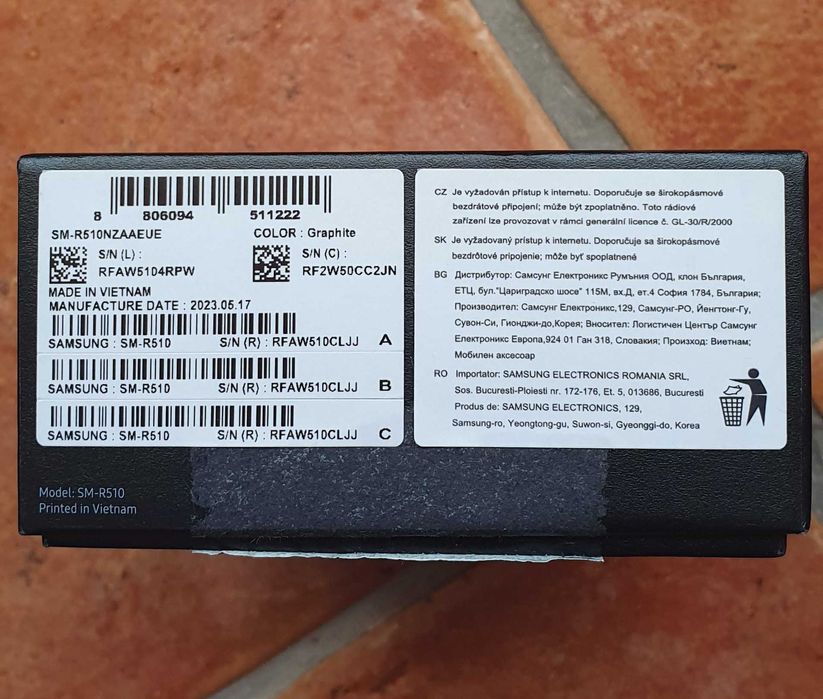 8 806094 511222
SM-R510NZAAEUE
COLOR : Graphite
S/N (L) :
RFAW5104RPW
S/N (C) :
RF2W50CC2JN
MADE IN VIETNAM
MANUFACTURE DATE : 2023.05.17
SAMSUNG : SM-R510 S/N (R) : RFAW510CLJJ A
SAMSUNG : SM-R510 S/N (R) : RFAW510CLJJ B
SAMSUNG : SM-R510 S/N (R) : RFAW510CLJJ C
Model: SM-R510
Printed in Vietnam
CZ Je vyžadován přístup k internetu. Doporučuje se širokopásmové
bezdrátové připojení; může být zpoplatněno. Toto rádiové
zařízení lze provozovat v rámci generální licence č. GL-30/R/2000
SK Je vyžadovaný prístup k internetu. Doporučuje sa širokopásmové
bezdrôtové pripojenie; môže byť spoplatnené
BG Дистрибутор: Самсунг Електроникс Румъния ООД, клон България,
ЕТЦ, бул."Цариградско шосе" 115М, вх.Д, ет.4 София 1784, България;
Производител: Самсунг Електроникс,129, Самсунг-РО, Йенгтонг-Гу,
Сувон-Си, Гионджи-до,Корея; Вносител: Логистичен Център Самсунг
Електроникс Европа,924 01 Ган 318, Словакия; Произход: Виетнам;
Мобилен аксесоар
RO Importator: SAMSUNG ELECTRONICS ROMANIA SRL,
Sos. Bucuresti-Ploiesti nr. 172-176, Et. 5, 013686, Bucuresti
Produs de: SAMSUNG ELECTRONICS, 129,
Samsung-ro, Yeongtong-gu, Suwon-si, Gyeonggi-do, Korea